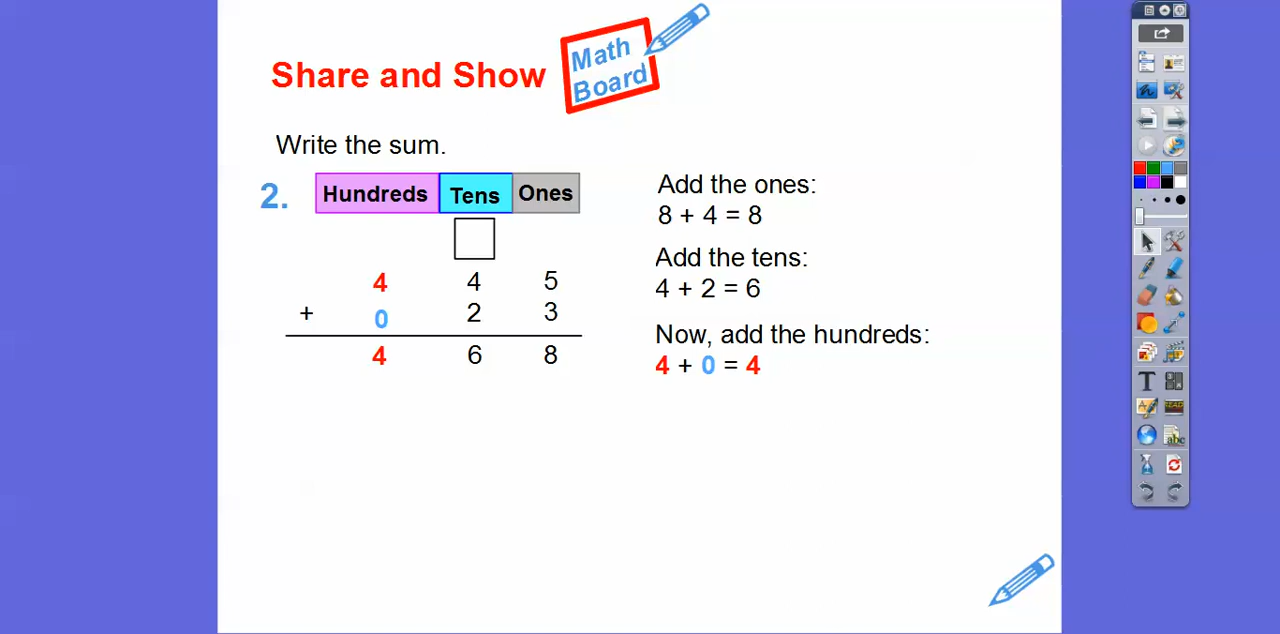 Share and Show
Math
Board
Write the sum.
2.
Hundreds Tens Ones
4 4 5
+ 0 2 3
4 6 8
Add the ones:
8 + 4 = 8
Add the tens:
4 + 2 = 6
Now, add the hundreds:
4 + 0 = 4
T
abc